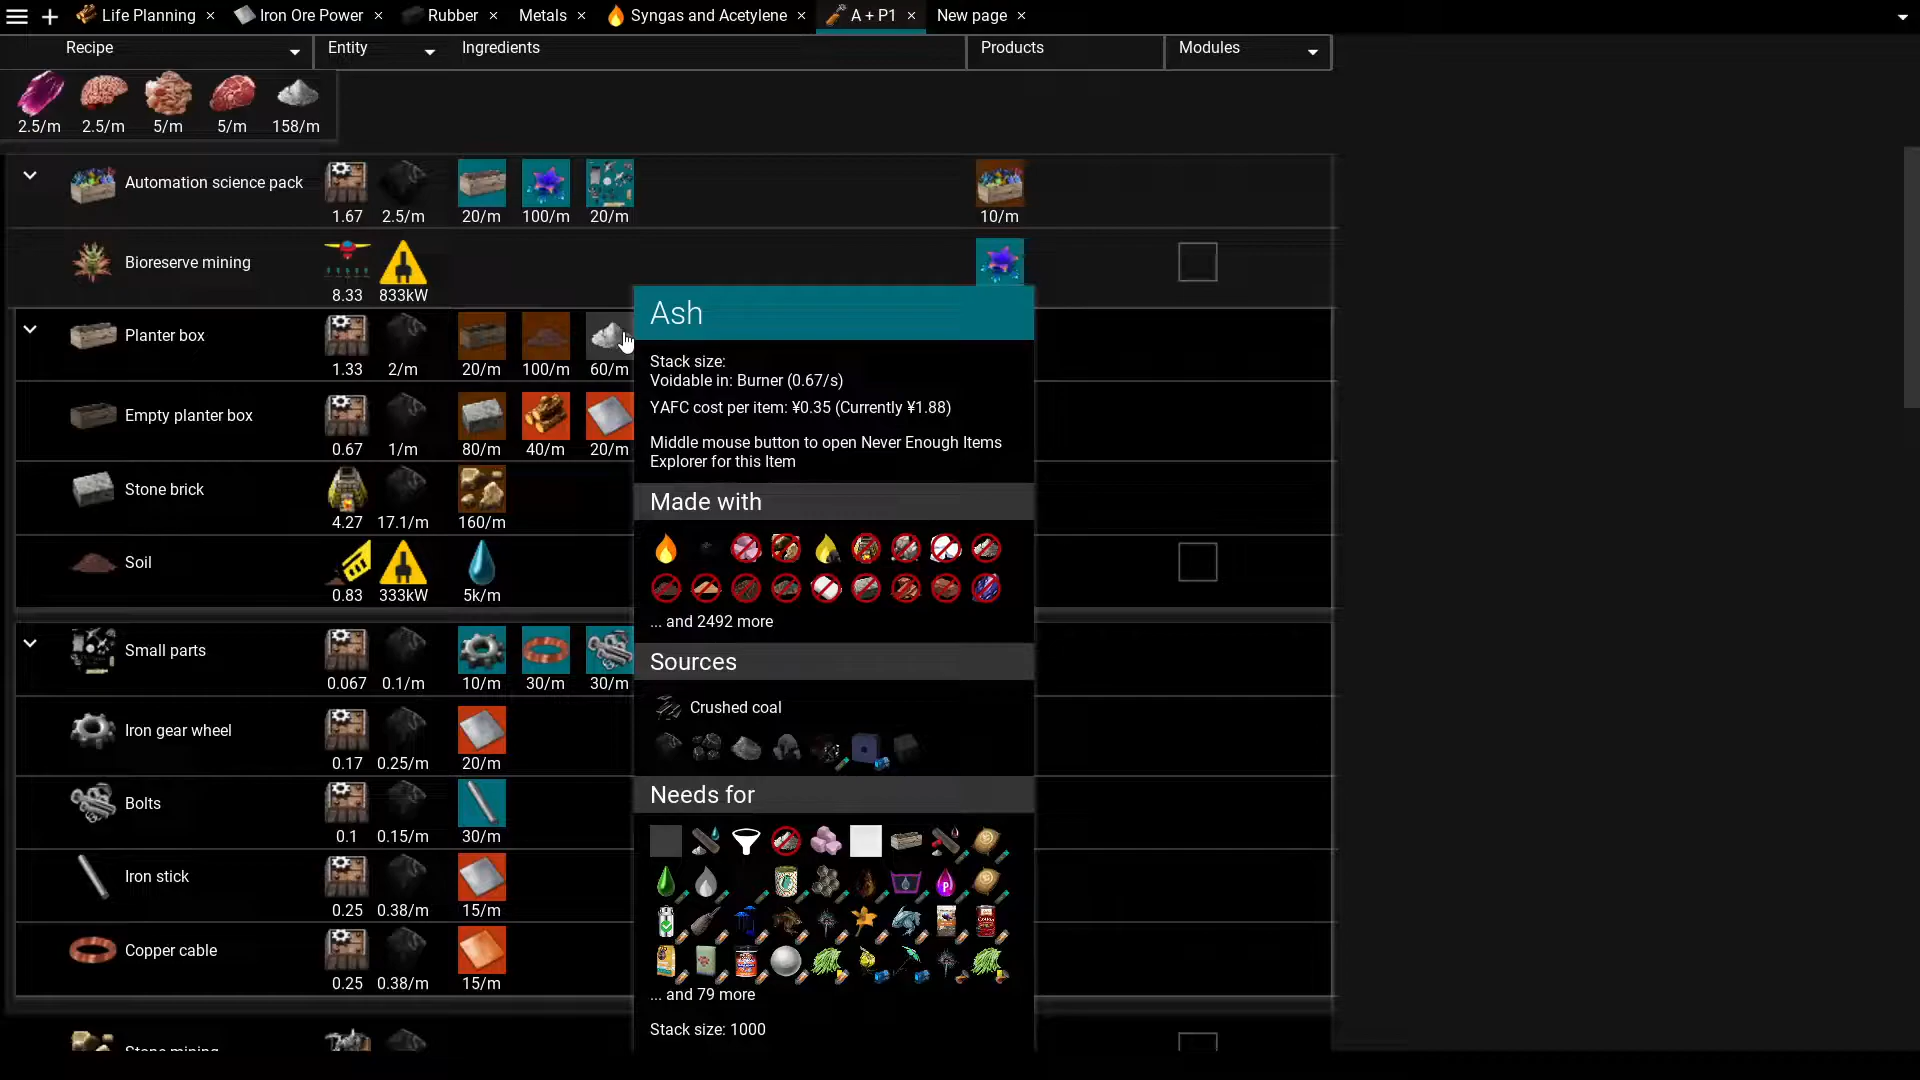 Life Planning
Iron Ore Power
Rubber
Metals
Syngas and Acetylene
A + P1
New page
Recipe
Entity
Ingredients
Products
Modules
2.5/m
2.5/m
5/m
5/m
158/m
Automation science pack
1.67
2.5/m
20/m
100/m
20/m
10/m
Bioreserve mining
8.33
833kW
Planter box
1.33
2/m
20/m
100/m
60/m
Empty planter box
0.67
1/m
80/m
40/m
20/m
Stone brick
4.27
17.1/m
160/m
Soil
0.83
333kW
5k/m
Small parts
0.067
0.1/m
10/m
30/m
30/m
Iron gear wheel
0.17
0.25/m
20/m
Bolts
0.1
0.15/m
30/m
Iron stick
0.25
0.38/m
15/m
Copper cable
0.25
0.38/m
15/m
Stone mining
Ash
Stack size:
Voidable in: Burner (0.67/s)
YAFC cost per item: ¥0.35 (Currently ¥1.88)
Middle mouse button to open Never Enough Items
Explorer for this Item
Made with
... and 2492 more
Sources
Crushed coal
Needs for
... and 79 more
Stack size: 1000